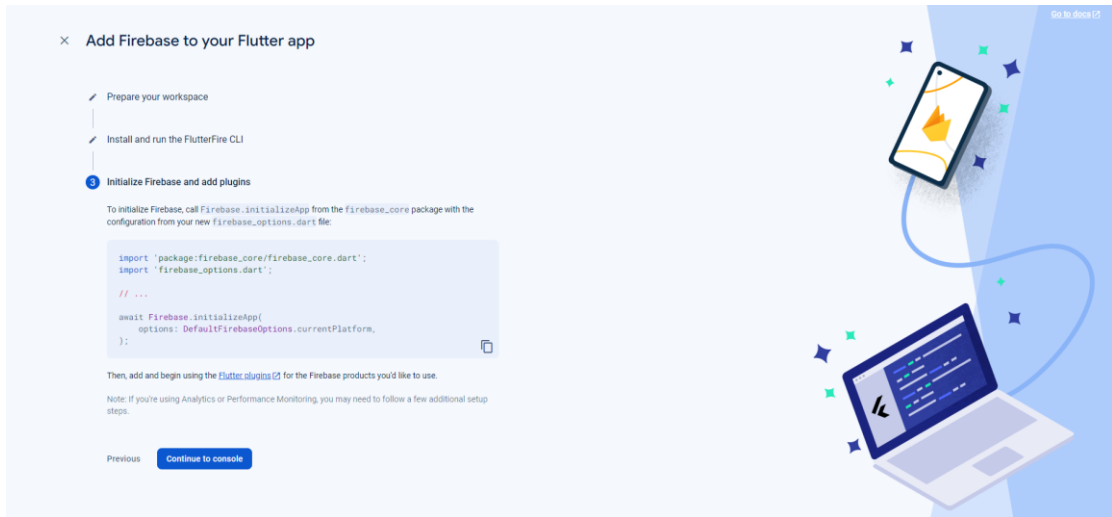 Go to docs
Add Firebase to your Flutter app
Prepare your workspace
Install and run the FlutterFire CLI
3 Initialize Firebase and add plugins
To initialize Firebase, call Firebase.initializeApp from the firebase_core package with the
configuration from your new firebase_options.dart file:
import 'package:firebase_core/firebase_core.dart';
import 'firebase_options.dart';
// ...
await Firebase.initializeApp(
    options: DefaultFirebaseOptions.currentPlatform,
);
Then, add and begin using the Flutter plugins for the Firebase products you'd like to use.
Note: If you're using Analytics or Performance Monitoring, you may need to follow a few additional setup
steps.
Previous Continue to console